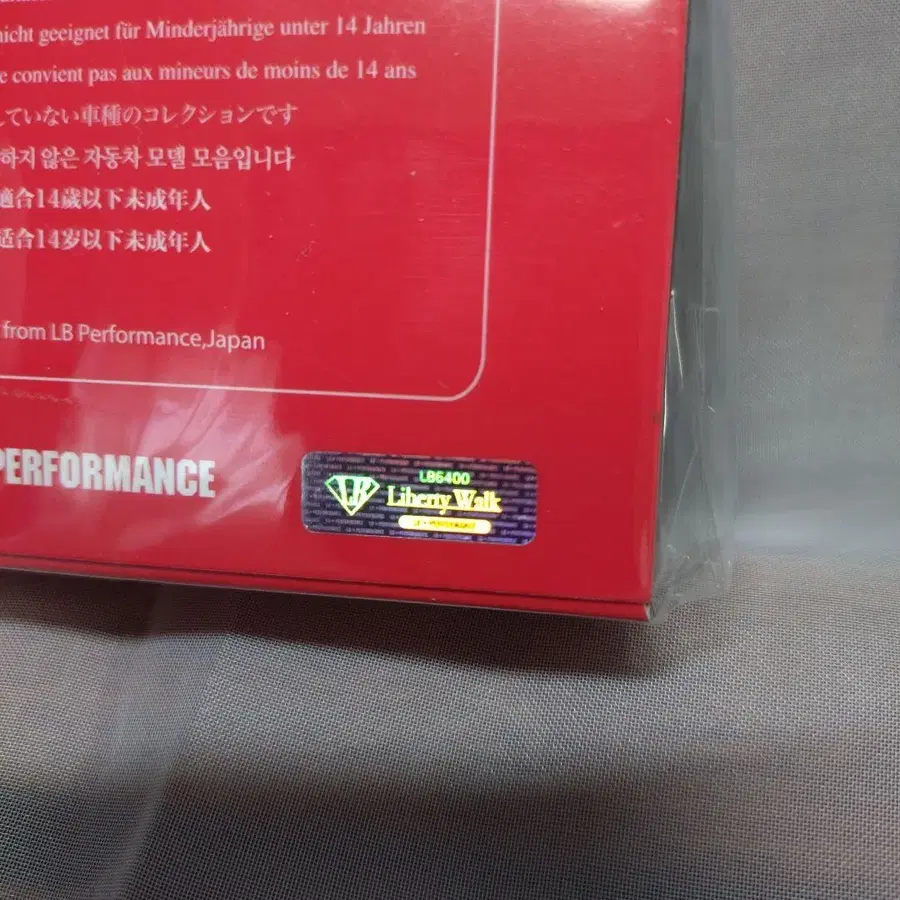 nicht geeignet für Minderjährige unter 14 Jahren
convient pas aux mineurs de moins de 14 ans
していない車種のコレクションです
하지 않은 자동차 모델 모음입니다
適合14歲以下未成年人
适合14岁以下未成年人
from LB Performance,Japan
PERFORMANCE
LB6400
LB
Liberty Walk
LB★PERFORMANCE